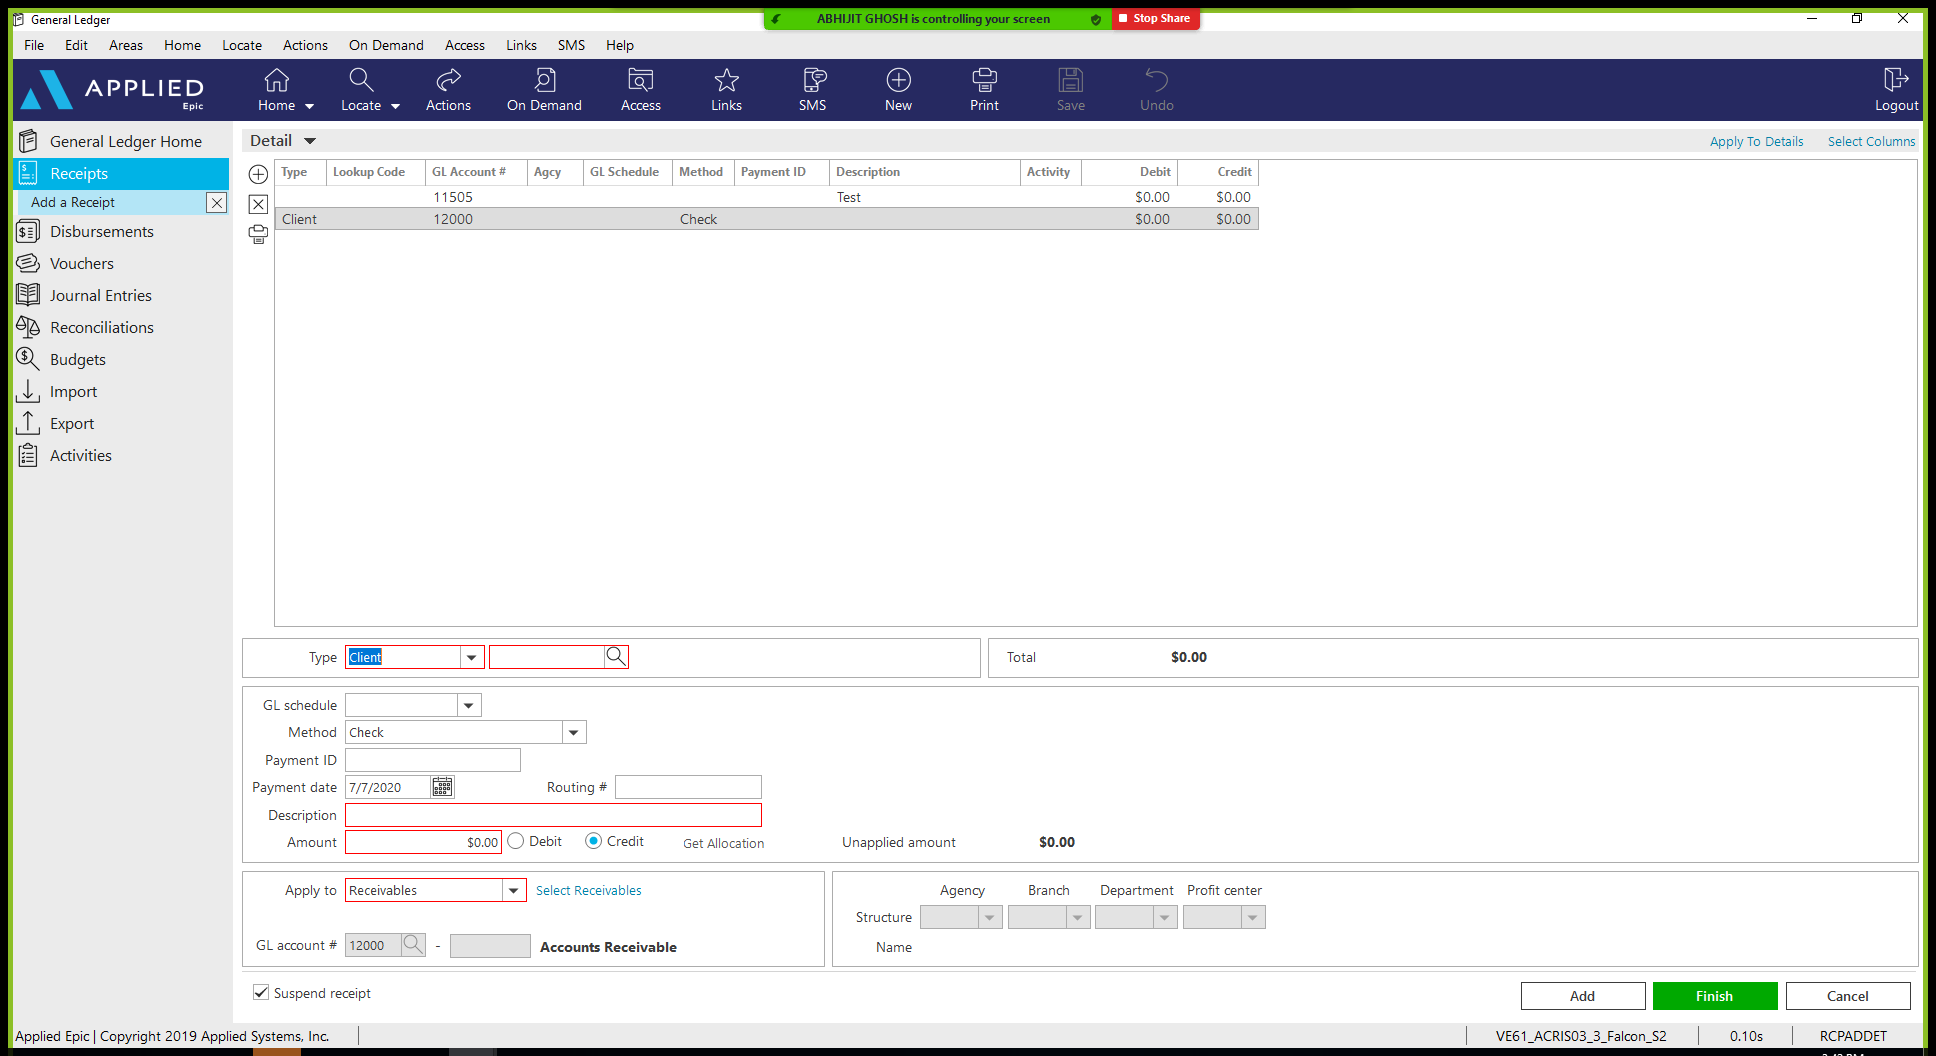 General Ledger
ABHIJIT GHOSH is controlling your screen
Stop Share
File Edit Areas Home Locate Actions On Demand Access Links SMS Help
APPLIED
Epic
Home Locate Actions On Demand Access Links SMS New Print Save Undo Logout
General Ledger Home
Receipts
Add a Receipt
Disbursements
Vouchers
Journal Entries
Reconciliations
Budgets
Import
Export
Activities
Detail
Apply To Details Select Columns
Type Lookup Code GL Account # Agcy GL Schedule Method Payment ID Description Activity Debit Credit
11505 Test $0.00 $0.00
Client 12000 Check $0.00 $0.00
Type Client
Total $0.00
GL schedule
Method Check
Payment ID
Payment date 7/7/2020 Routing #
Description
Amount $0.00 Debit Credit Get Allocation Unapplied amount $0.00
Apply to Receivables Select Receivables
GL account # 12000 - Accounts Receivable
Agency Branch Department Profit center
Structure
Name
Suspend receipt
Add Finish Cancel
Applied Epic | Copyright 2019 Applied Systems, Inc.
VE61_ACRIS03_3_Falcon_S2 0.10s RCPADDET